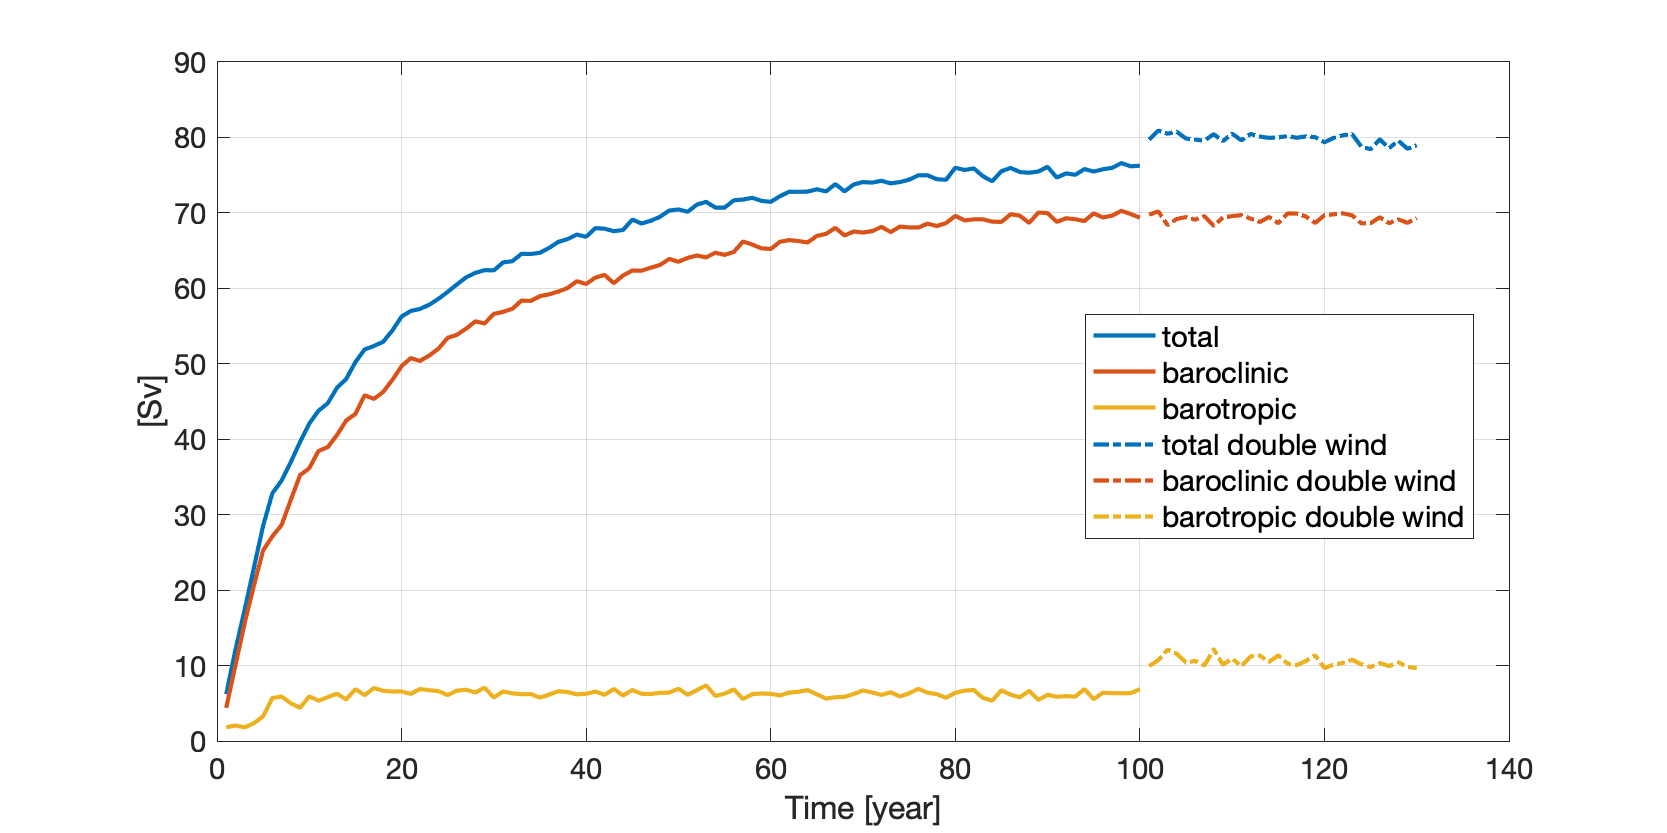 90
80
70
60
50
40
30
20
10
0
[Sv]
total
baroclinic
barotropic
total double wind
baroclinic double wind
barotropic double wind
0 20 40 60 80 100 120 140
Time [year]